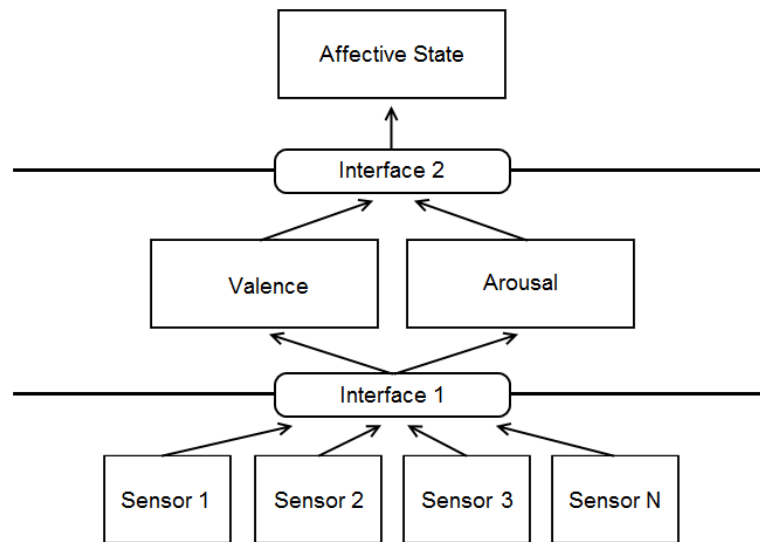 Affective State
Interface 2
Valence
Arousal
Interface 1
Sensor 1
Sensor 2
Sensor 3
Sensor N